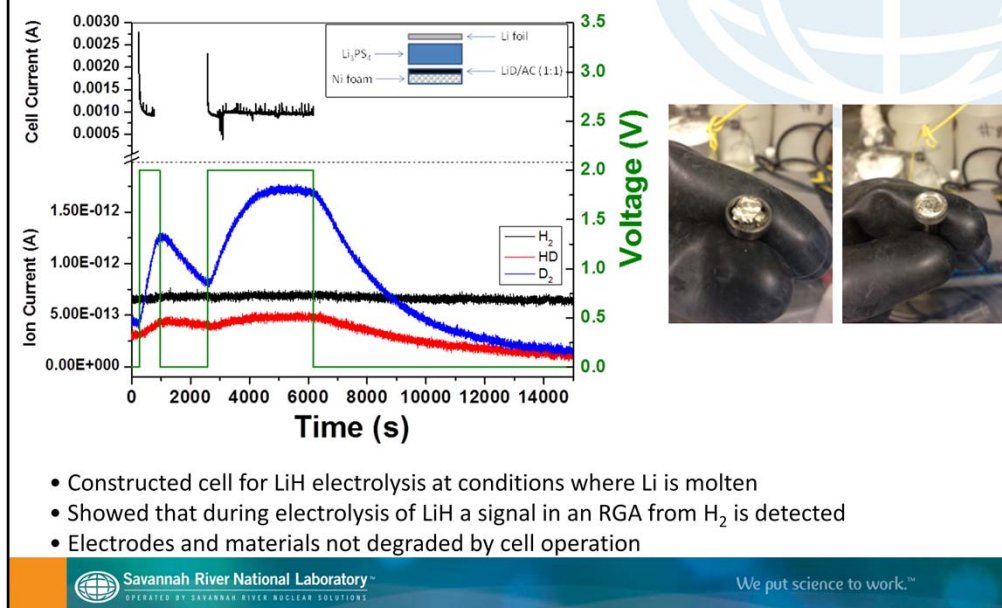 Cell Current (A)
0.0030
0.0025
0.0020
0.0015
0.0010
0.0005
Li foil
Li₃PS₄
LiD/AC (1:1)
Ni foam
3.5
3.0
2.5
2.0
1.5
1.0
0.5
0.0
Voltage (V)
Ion Current (A)
1.50E-012
1.00E-012
5.00E-013
0.00E+000
H₂
HD
D₂
0 2000 4000 6000 8000 10000 12000 14000
Time (s)
• Constructed cell for LiH electrolysis at conditions where Li is molten
• Showed that during electrolysis of LiH a signal in an RGA from H₂ is detected
• Electrodes and materials not degraded by cell operation
Savannah River National Laboratory™
OPERATED BY SAVANNAH RIVER NUCLEAR SOLUTIONS
We put science to work.™